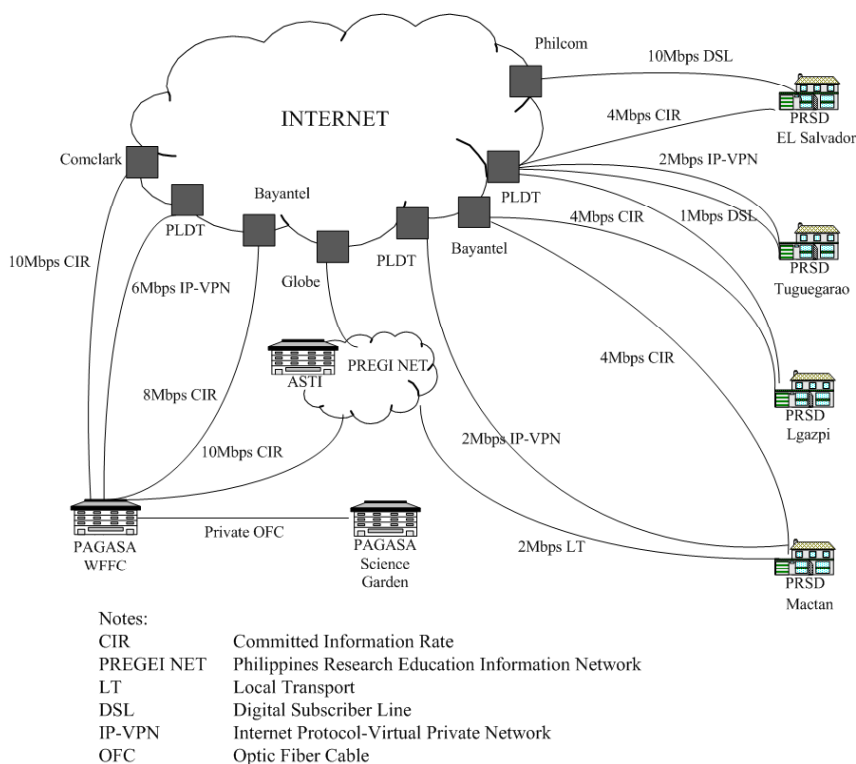 Philcom
10Mbps DSL
INTERNET
PRSD
EL Salvador
4Mbps CIR
Comclark
2Mbps IP-VPN
Bayantel
PLDT
PLDT
4Mbps CIR
1Mbps DSL
Bayantel
PLDT
Globe
10Mbps CIR
6Mbps IP-VPN
PRSD
Tuguegarao
PREGI NET
ASTI
4Mbps CIR
8Mbps CIR
PRSD
Lgazpi
2Mbps IP-VPN
10Mbps CIR
Private OFC
PAGASA
WFFC
PAGASA
Science
Garden
2Mbps LT
PRSD
Mactan
Notes:
CIR Committed Information Rate
PREGEI NET Philippines Research Education Information Network
LT Local Transport
DSL Digital Subscriber Line
IP-VPN Internet Protocol-Virtual Private Network
OFC Optic Fiber Cable